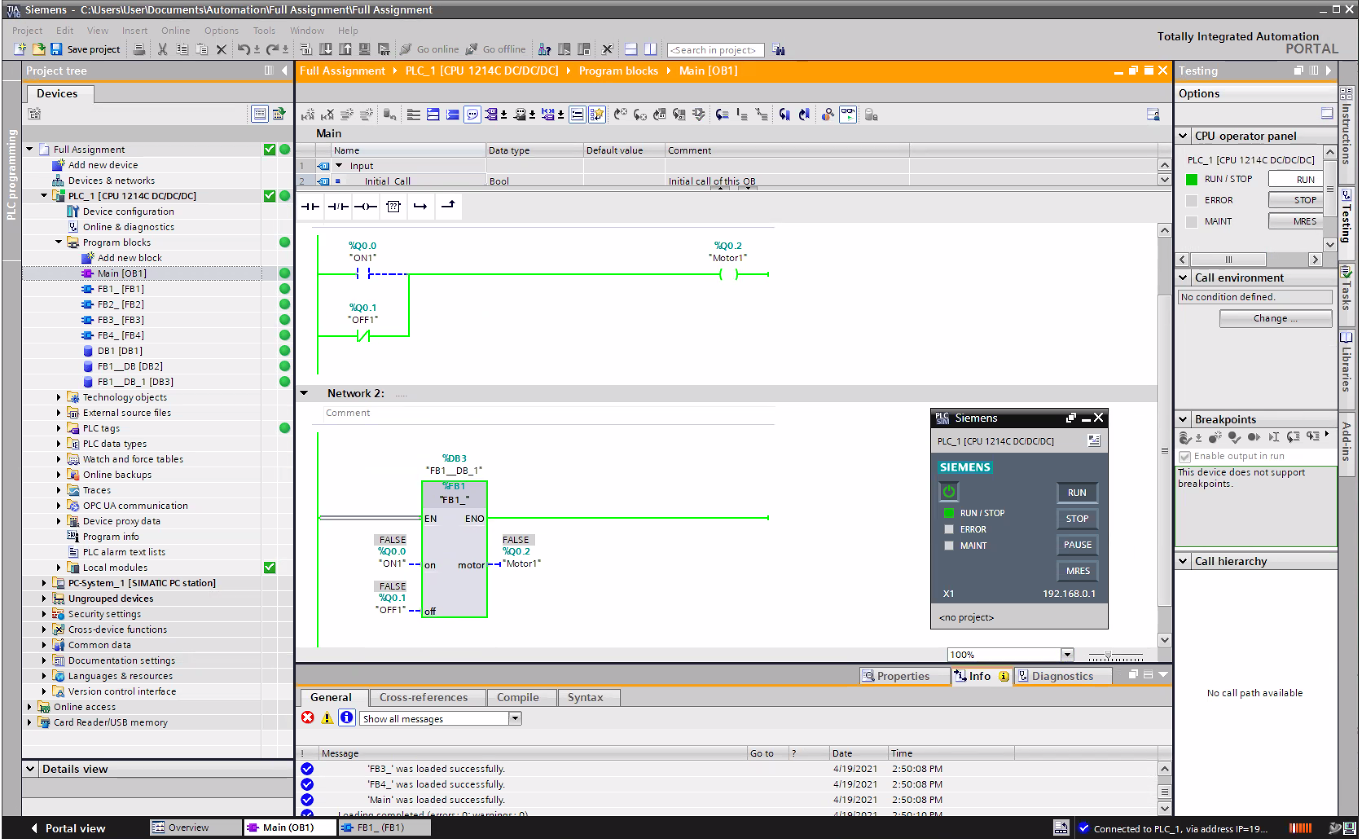 Siemens - C:\Users\User\Documents\Automation\Full Assignment\Full Assignment
Project Edit View Insert Online Options Tools Window Help
Save project Go online Go offline <Search in project>
Totally Integrated Automation
PORTAL
Project tree
Devices
PLC programming
Full Assignment
Add new device
Devices & networks
PLC_1 [CPU 1214C DC/DC/DC]
Device configuration
Online & diagnostics
Program blocks
Add new block
Main [OB1]
FB1_ [FB1]
FB2_ [FB2]
FB3_ [FB3]
FB4_ [FB4]
DB1 [DB1]
FB1__DB [DB2]
FB1__DB_1 [DB3]
Technology objects
External source files
PLC tags
PLC data types
Watch and force tables
Online backups
Traces
OPC UA communication
Device proxy data
Program info
PLC alarm text lists
Local modules
PC-System_1 [SIMATIC PC station]
Ungrouped devices
Security settings
Cross-device functions
Common data
Documentation settings
Languages & resources
Version control interface
Online access
Card Reader/USB memory
Details view
Full Assignment PLC_1 [CPU 1214C DC/DC/DC] Program blocks Main [OB1]
Main
Name Data type Default value Comment
1 Input
2 Initial_Call Bool Initial call of this OB
%Q0.0
"ON1"
%Q0.2
"Motor1"
%Q0.1
"OFF1"
Network 2: .....
Comment
%DB3
"FB1__DB_1"
%FB1
"FB1_"
EN ENO
FALSE
%Q0.0
"ON1"
on
motor
FALSE
%Q0.2
"Motor1"
FALSE
%Q0.1
"OFF1"
off
Siemens
PLC_1 [CPU 1214C DC/DC/DC]
SIEMENS
RUN / STOP
ERROR
MAINT
RUN
STOP
PAUSE
MRES
X1 192.168.0.1
<no project>
100%
Properties Info Diagnostics
General Cross-references Compile Syntax
Show all messages
! Message Go to ? Date Time
'FB3_' was loaded successfully. 4/19/2021 2:50:08 PM
'FB4_' was loaded successfully. 4/19/2021 2:50:08 PM
'Main' was loaded successfully. 4/19/2021 2:50:08 PM
Loading completed (errors: 0; warnings: 0). 4/19/2021 2:50:10 PM
Testing
Options
CPU operator panel
PLC_1 [CPU 1214C DC/DC/DC]
RUN / STOP RUN
ERROR STOP
MAINT MRES
Call environment
No condition defined.
Change ...
Breakpoints
Enable output in run
This device does not support
breakpoints.
Call hierarchy
No call path available
Instructions
Testing
Tasks
Libraries
Add-ins
Portal view Overview Main (OB1) FB1_ (FB1)
Connected to PLC_1, via address IP=19...